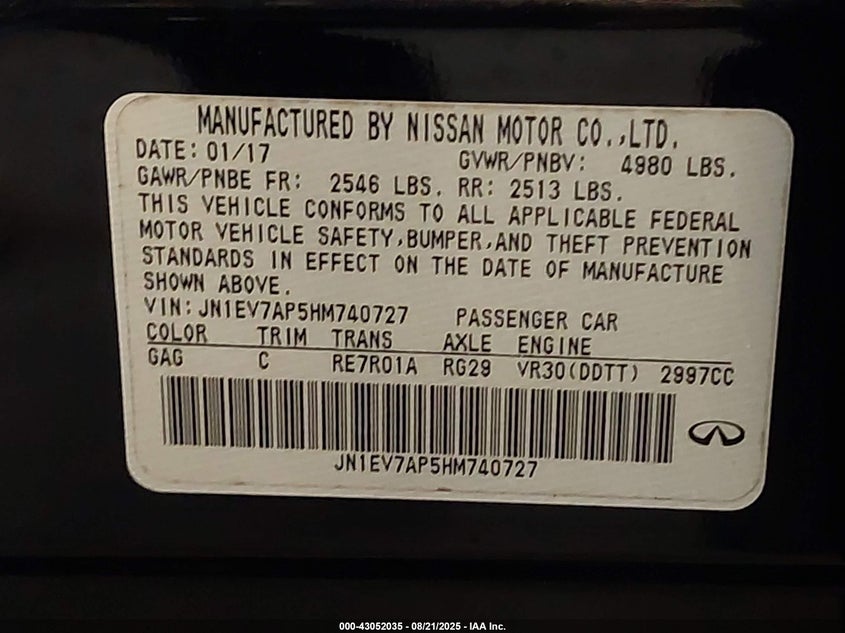 MANUFACTURED BY NISSAN MOTOR CO.,LTD.
DATE: 01/17 GVWR/PNBV: 4980 LBS.
GAWR/PNBE FR: 2546 LBS. RR: 2513 LBS.
THIS VEHICLE CONFORMS TO ALL APPLICABLE FEDERAL
MOTOR VEHICLE SAFETY,BUMPER,AND THEFT PREVENTION
STANDARDS IN EFFECT ON THE DATE OF MANUFACTURE
SHOWN ABOVE.
VIN: JN1EV7AP5HM740727 PASSENGER CAR
COLOR TRIM TRANS AXLE ENGINE
GAG C RE7R01A RG29 VR30(DDTT) 2997CC
JN1EV7AP5HM740727
000-43052035 - 08/21/2025 - IAA Inc.